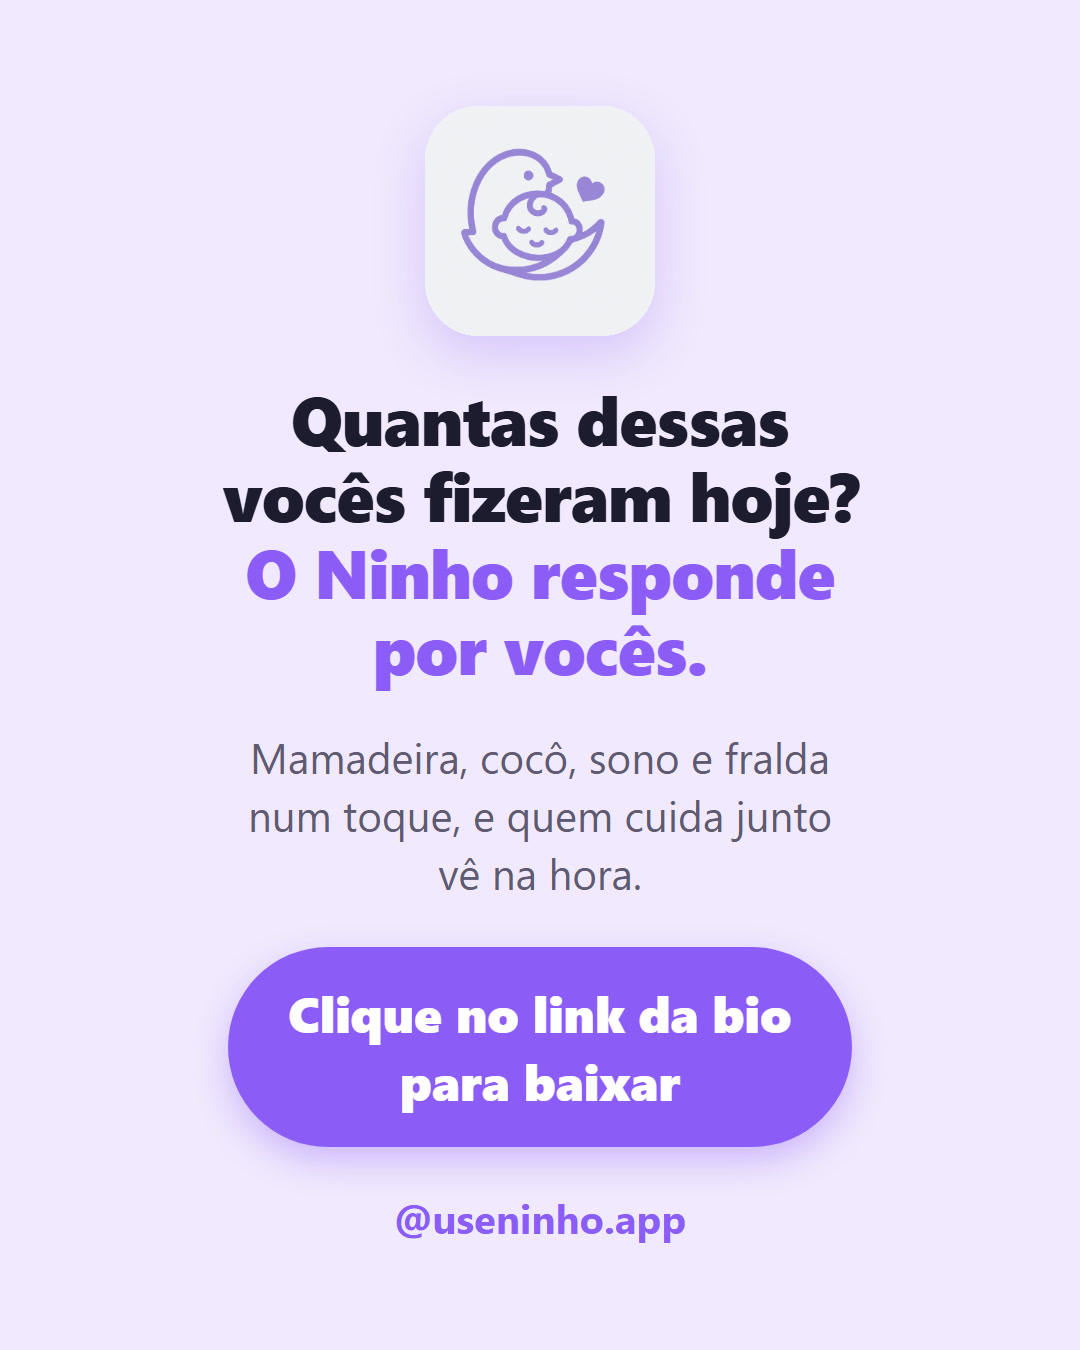 Quantas dessas
vocês fizeram hoje?
O Ninho responde
por vocês.
Mamadeira, cocô, sono e fralda
num toque, e quem cuida junto
vê na hora.
Clique no link da bio
para baixar
@useninho.app